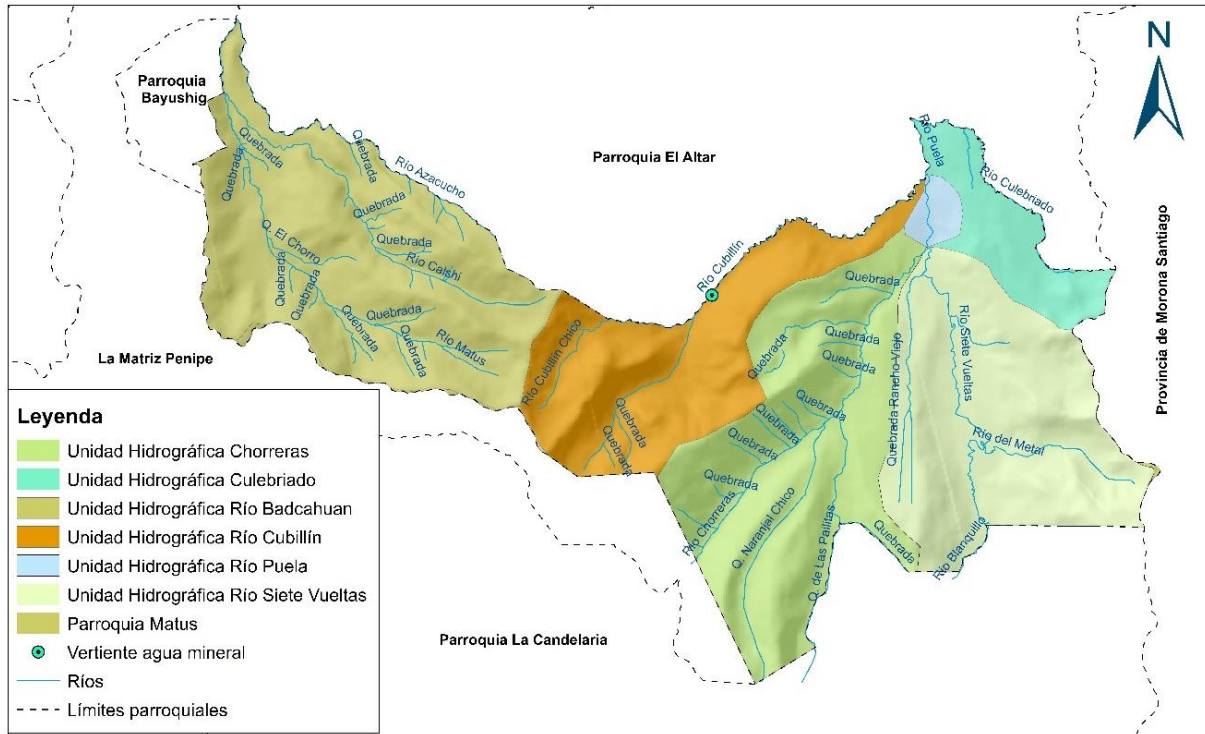 N
Parroquia
Bayushig
Parroquia El Altar
Río Puela
Río Culebriado
Quebrada
Quebrada
Quebrada
Río Azacucho
Quebrada
Quebrada
Q. El Chorro
Río Calshi
Quebrada
Quebrada
Quebrada
Quebrada
Quebrada
Río Matus
La Matriz Penipe
Río Cubillín
Río Cubillín Chico
Quebrada
Quebrada
Quebrada
Quebrada
Quebrada
Quebrada
Quebrada
Quebrada
Quebrada
Quebrada
Río Chorreras
Q. Naranjal Chico
Q. de Las Pailitas
Quebrada
Quebrada Rancho Viejo
Río Siete Vueltas
Río del Metal
Río Blanquillo
Provincia de Morona Santiago
Parroquia La Candelaria
Leyenda
Unidad Hidrográfica Chorreras
Unidad Hidrográfica Culebriado
Unidad Hidrográfica Río Badcahuan
Unidad Hidrográfica Río Cubillín
Unidad Hidrográfica Río Puela
Unidad Hidrográfica Río Siete Vueltas
Parroquia Matus
Vertiente agua mineral
Ríos
Límites parroquiales